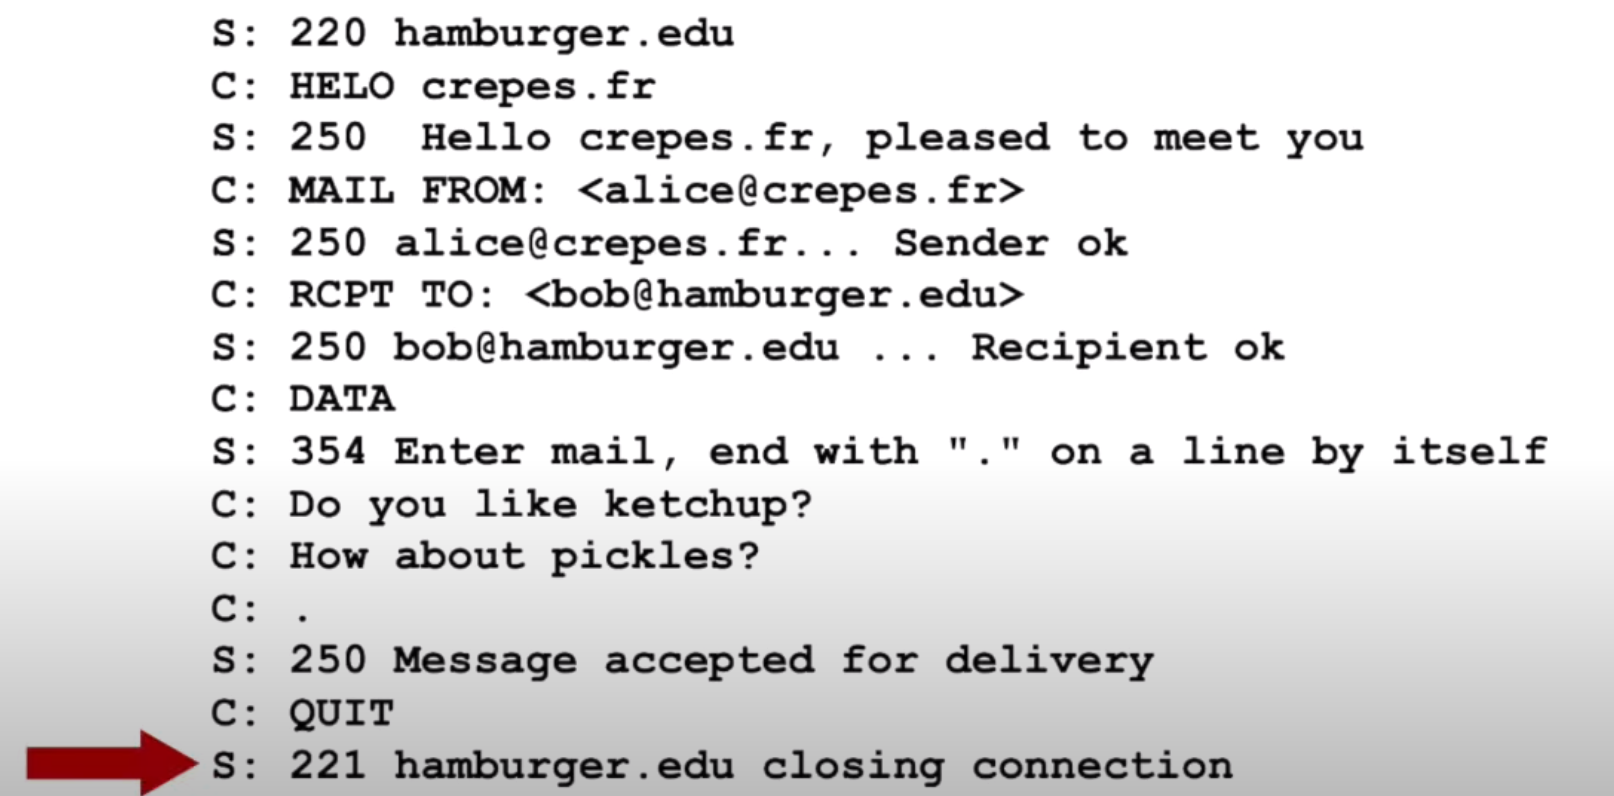 S: 220 hamburger.edu
C: HELO crepes.fr
S: 250  Hello crepes.fr, pleased to meet you
C: MAIL FROM: <alice@crepes.fr>
S: 250 alice@crepes.fr... Sender ok
C: RCPT TO: <bob@hamburger.edu>
S: 250 bob@hamburger.edu ... Recipient ok
C: DATA
S: 354 Enter mail, end with "." on a line by itself
C: Do you like ketchup?
C: How about pickles?
C: .
S: 250 Message accepted for delivery
C: QUIT
S: 221 hamburger.edu closing connection